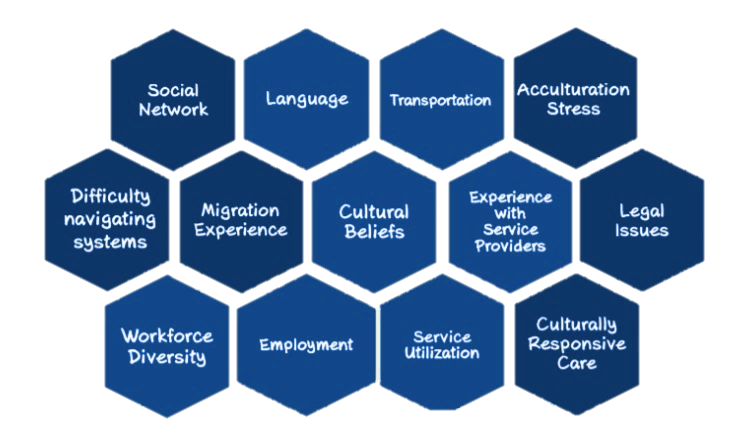 Social
Network
Language
Transportation
Acculturation
Stress
Difficulty
navigating
systems
Migration
Experience
Cultural
Beliefs
Experience
with
Service
Providers
Legal
Issues
Workforce
Diversity
Employment
Service
Utilization
Culturally
Responsive
Care